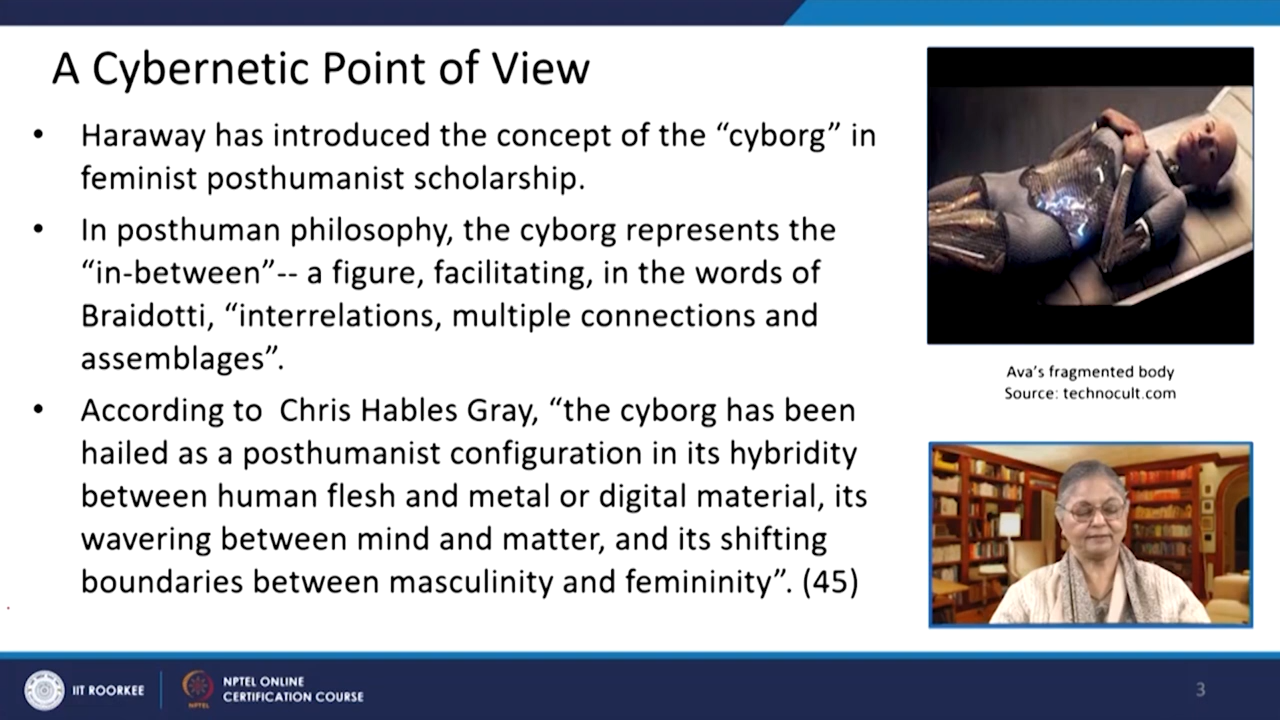 A Cybernetic Point of View
• Haraway has introduced the concept of the “cyborg” in
feminist posthumanist scholarship.
• In posthuman philosophy, the cyborg represents the
“in-between”-- a figure, facilitating, in the words of
Braidotti, “interrelations, multiple connections and
assemblages”.
• According to Chris Hables Gray, “the cyborg has been
hailed as a posthumanist configuration in its hybridity
between human flesh and metal or digital material, its
wavering between mind and matter, and its shifting
boundaries between masculinity and femininity”. (45)
Ava’s fragmented body
Source: technocult.com
IIT ROORKEE
NPTEL
NPTEL ONLINE
CERTIFICATION COURSE
3